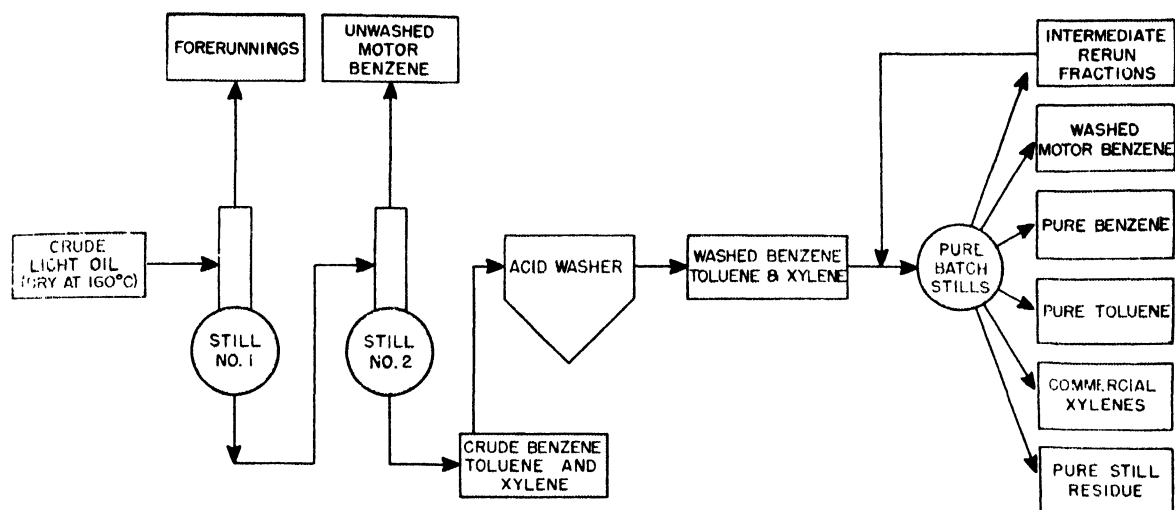 FORERUNNINGS
UNWASHED
MOTOR
BENZENE
INTERMEDIATE
RERUN
FRACTIONS
WASHED
MOTOR BENZENE
CRUDE
LIGHT OIL
(DRY AT 160°C)
ACID WASHER
WASHED BENZENE
TOLUENE & XYLENE
PURE
BATCH
STILLS
PURE BENZENE
PURE TOLUENE
STILL
NO. 1
STILL
NO. 2
COMMERCIAL
XYLENES
CRUDE BENZENE
TOLUENE AND
XYLENE
PURE STILL
RESIDUE